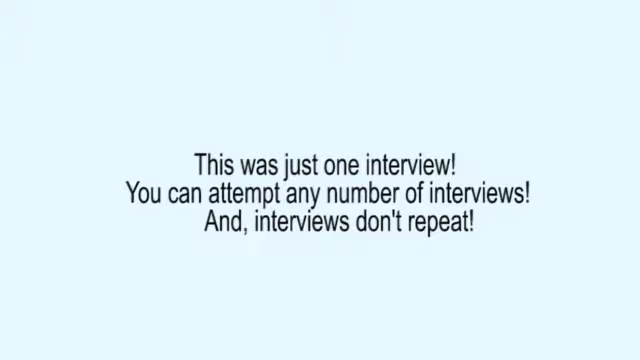 This was just one interview!
You can attempt any number of interviews!
And, interviews don't repeat!